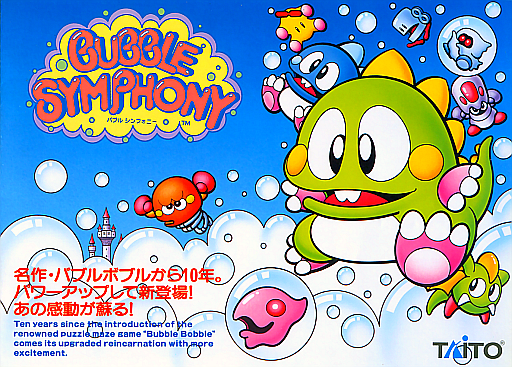 BUBBLE
SYMPHONY
バブル シンフォニー
TM
名作・バブルボブルから10年。
パワーアップして新登場!
あの感動が蘇る!
Ten years since the introduction of the
renowned puzzle maze game "Bubble Bobble"
comes its upgraded reincarnation with more
excitement.
TAITO®